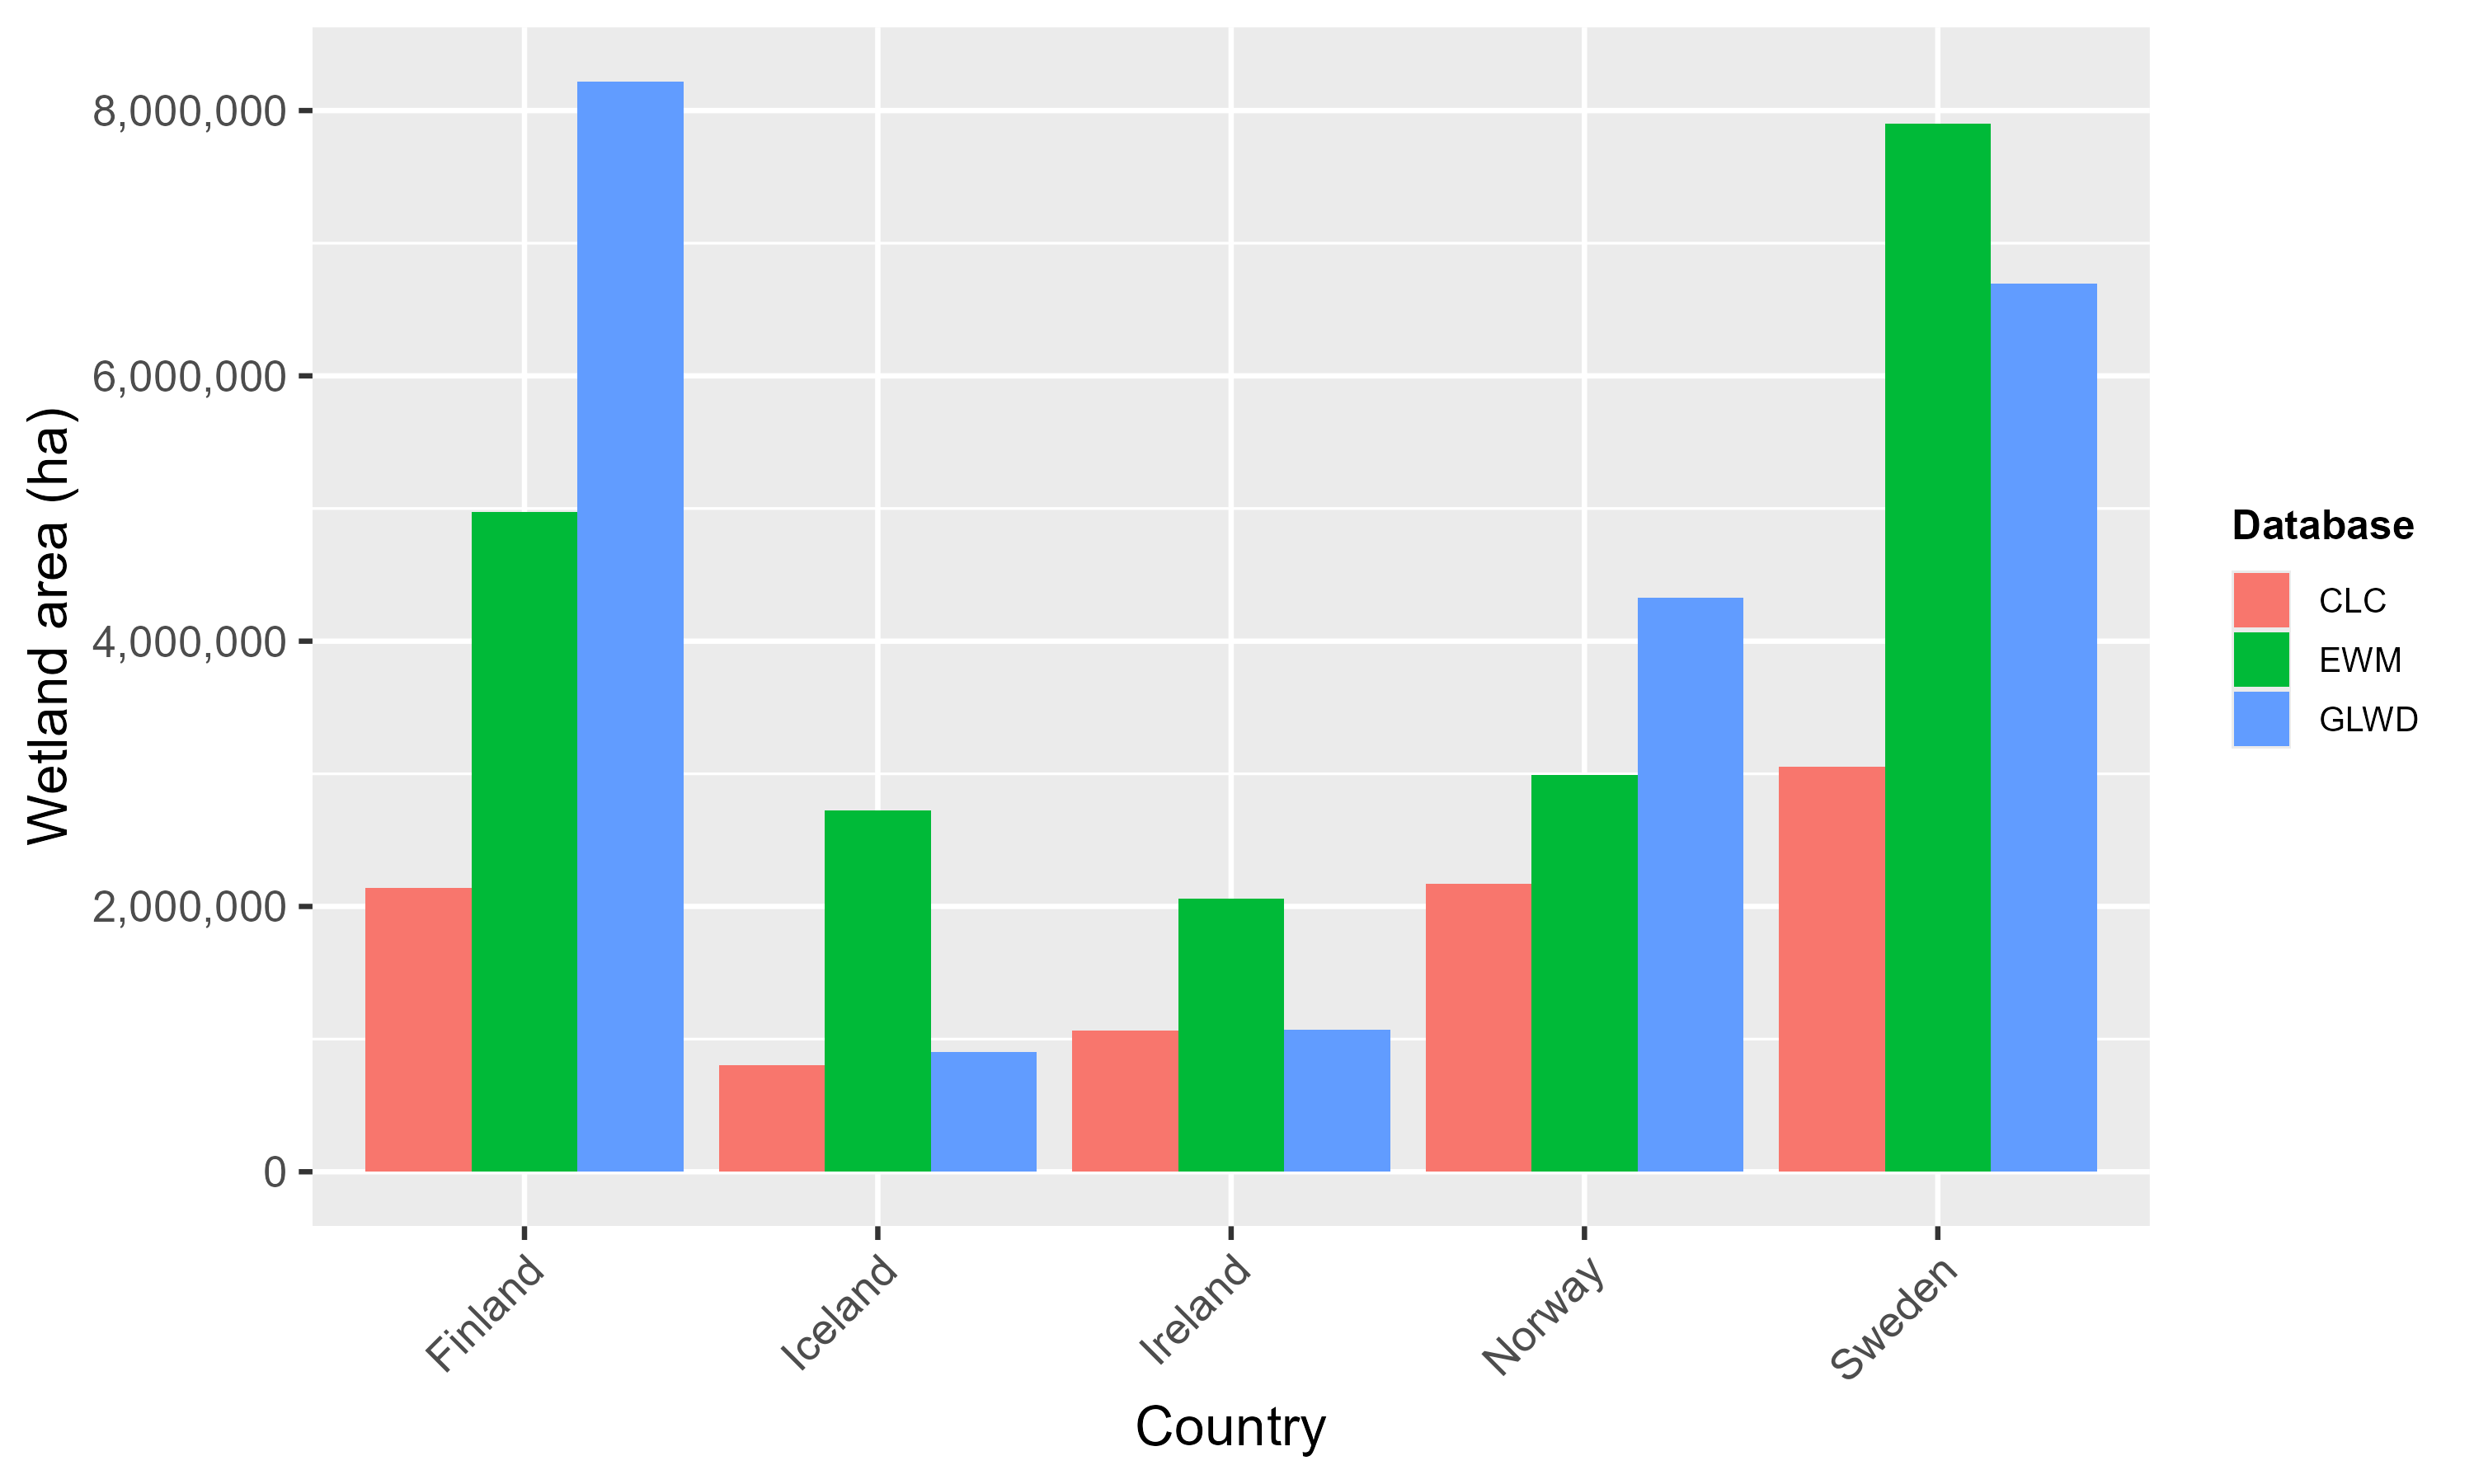 Wetland area (ha)
8,000,000
6,000,000
4,000,000
2,000,000
0
Finland
Iceland
Ireland
Norway
Sweden
Country
Database
CLC
EWM
GLWD